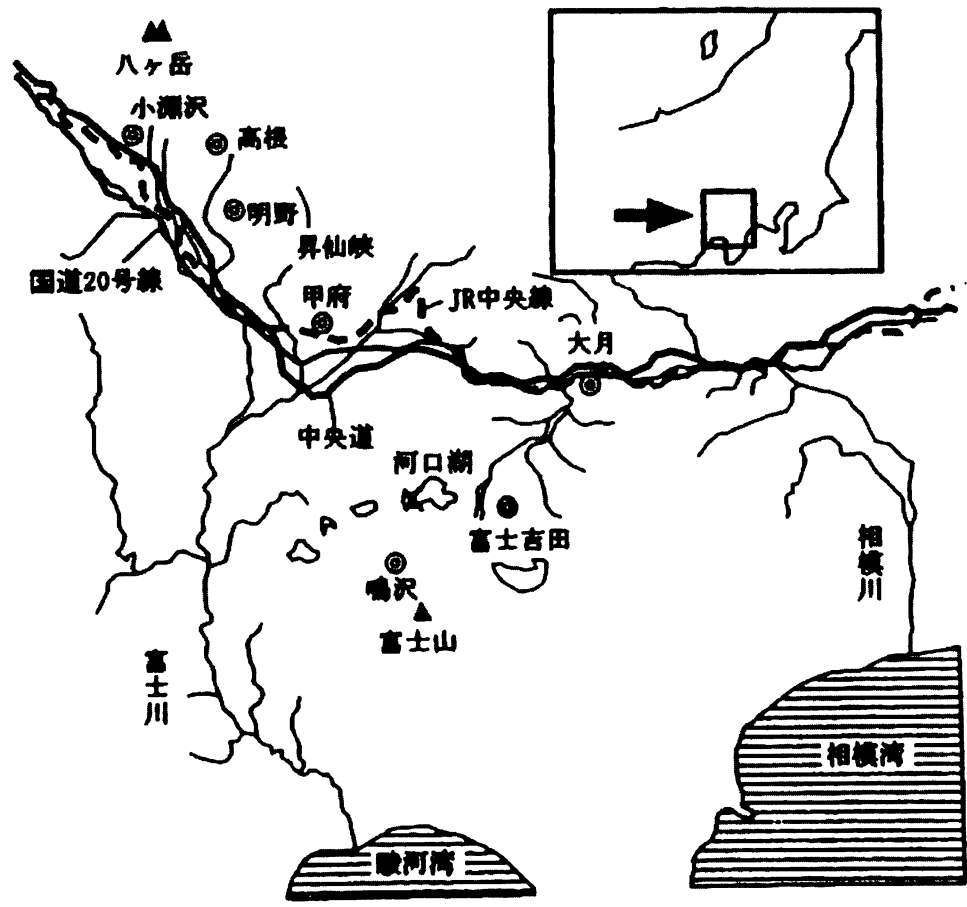 八ヶ岳
小淵沢
高根
明野
昇仙峡
国道20号線
甲府
JR中央線
大月
中央道
河口湖
富士吉田
鳴沢
富士山
相模川
富士川
相模湾
駿河湾